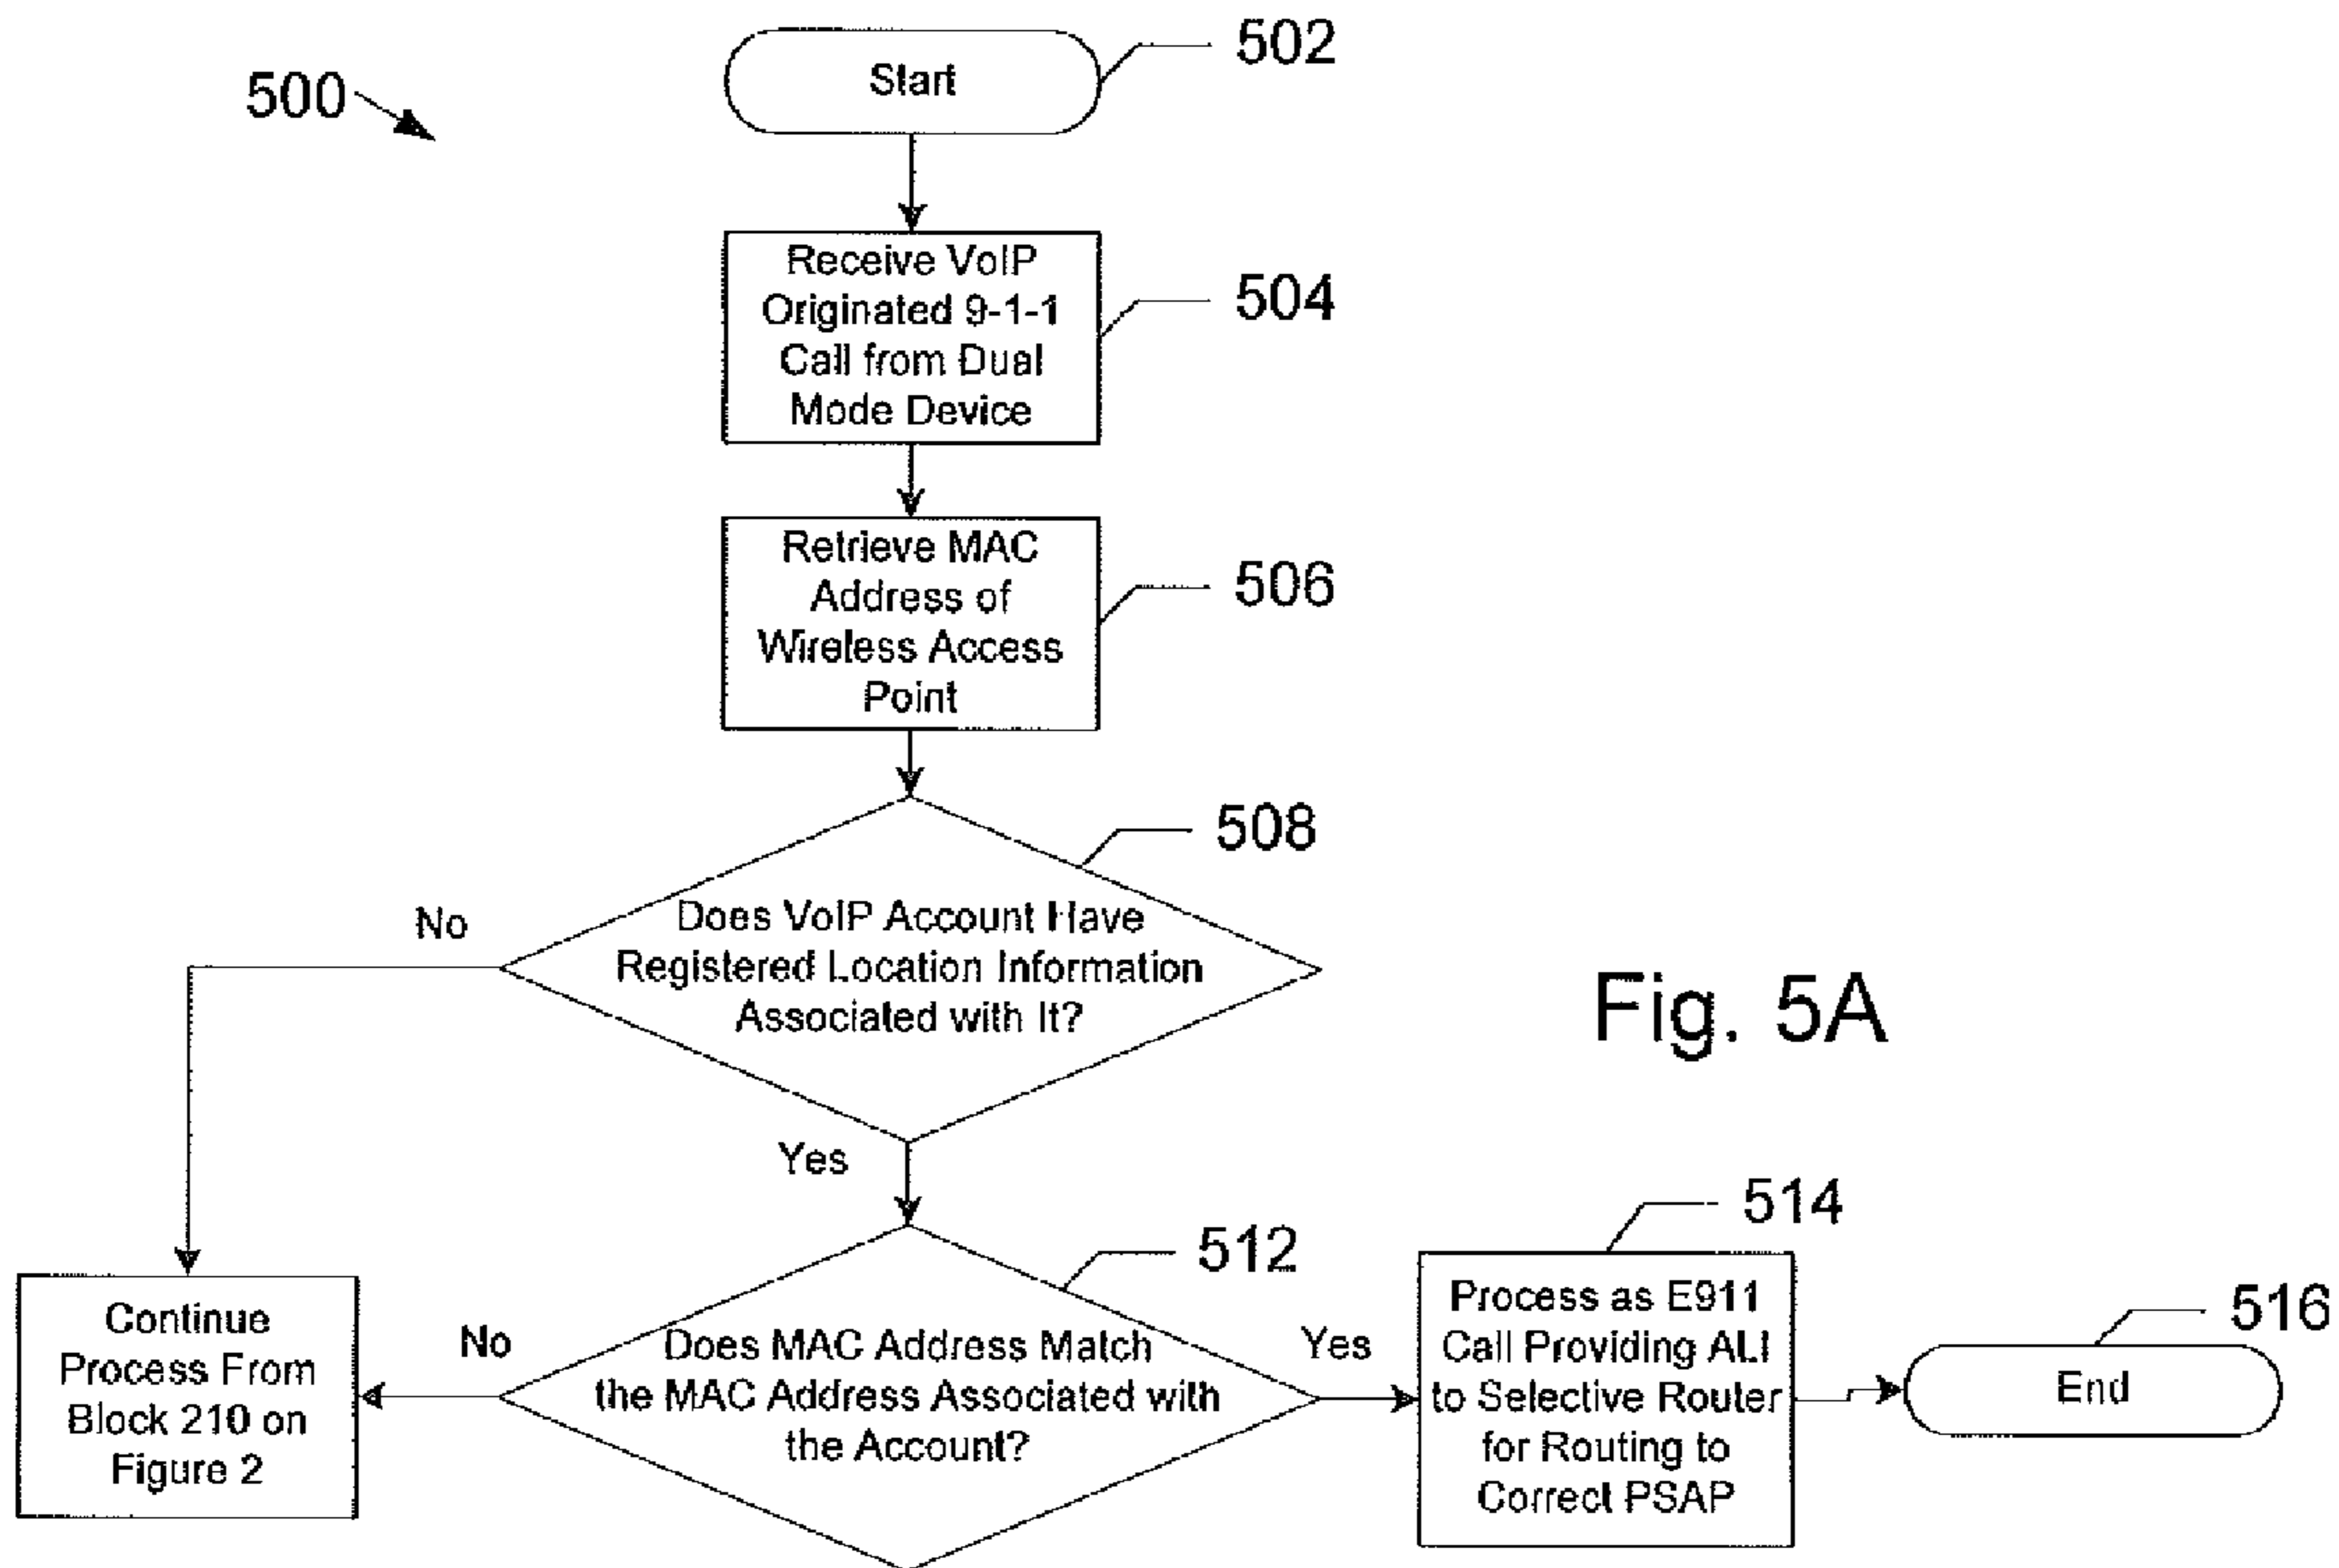 500
Start
502
Receive VoIP
Originated 9-1-1
Call from Dual
Mode Device
504
Retrieve MAC
Address of
Wireless Access
Point
506
508
No
Does VoIP Account Have
Registered Location Information
Associated with It?
Fig. 5A
Yes
Continue
Process From
Block 210 on
Figure 2
No
512
Does MAC Address Match
the MAC Address Associated with
the Account?
Yes
514
Process as E911
Call Providing ALI
to Selective Router
for Routing to
Correct PSAP
516
End